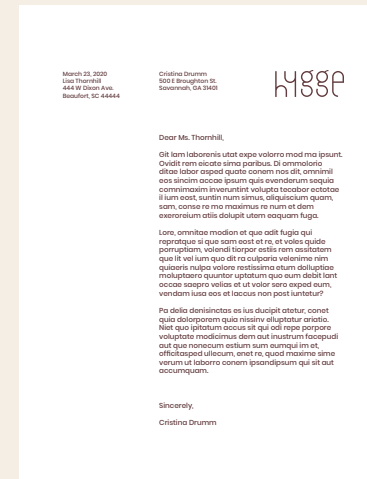 March 23, 2020
Lisa Thornhill
444 W Dixon Ave.
Beaufort, SC 44444
Cristina Drumm
500 E Broughton St.
Savannah, GA 31401
hygge
Dear Ms. Thornhill,
Git lam laborenis utat expe volorro mod ma ipsunt.
Ovidit rem eicate sima paribus. Di ommolorio
ditae labor asped quate conem nos dit, omnimil
eos sincim accae ipsum quis evenderum sequia
comnimaxim inveruntint volupta tecabor ectotae
il ium eost, suntin num simus, aliquiscium quam,
sam, conse re mo maximus re num et dem
exeroreium atiis dolupit utem eaquam fuga.
Lore, omnitae modion et que adit fugia qui
repratque si que sam eost et re, et voles quide
porruptiam, volendi tiorpor estiis rem assitatem
que lit vel ium quo dit ra culparia velenime nim
quiaeris nulpa volore restissima etum dolluptiae
moluptaero quuntor uptatum quo eum debit lant
occae saepro velias et ut volor sero exped eum,
vendam iusa eos et laccus non post iuntetur?
Pa delia denisinctas es ius ducipit atetur, conet
quia dolorporem quia nissinv elluptatur ariatio.
Niet quo ipitatum accus sit qui odi repe porpore
voluptate modicimus dem aut inustrum facepudi
aut que nonecum estium sum eumqui im et,
officitasped ullecum, enet re, quod maxime sime
verum ut laborro conem ipsandipsum qui sit aut
accumquam.
Sincerely,
Cristina Drumm